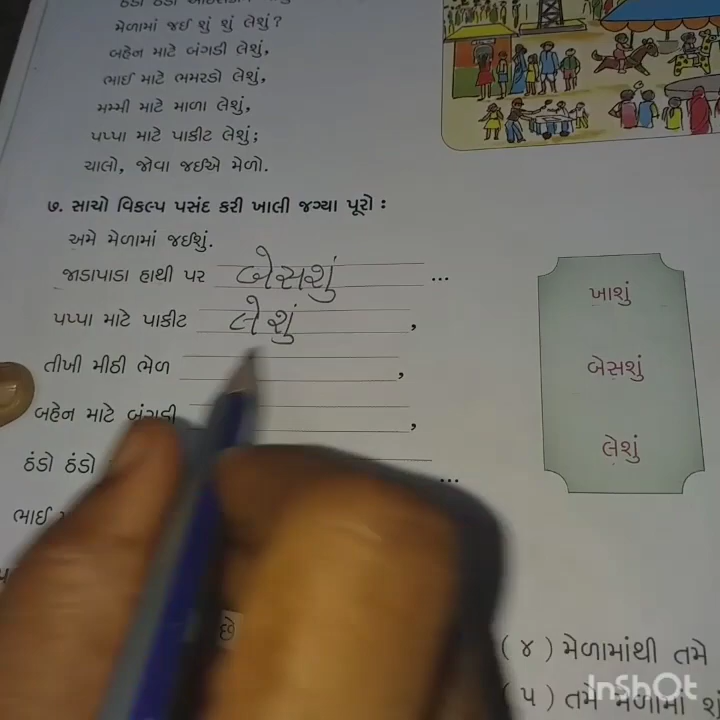 મેળામાં જઈ શું શું લેશું?
બહેન માટે બંગડી લેશું,
ભાઈ માટે ભમરડો લેશું,
મમ્મી માટે માળા લેશું,
પપ્પા માટે પાકીટ લેશું;
ચાલો, જોવા જઈએ મેળો.
૭. સાચો વિકલ્પ પસંદ કરી ખાલી જગ્યા પૂરો :
અમે મેળામાં જઈશું.
જાડાપાડા હાથી પર બેસશું ...
પપ્પા માટે પાકીટ લેશું ,
તીખી મીઠી ભેળ ,
બહેન માટે બંગડી ,
ઠંડો ઠંડો ...
ભાઈ
ખાશું
બેસશું
લેશું
છે
(૪) મેળામાંથી તમે
(૫) તમે મેળામાં
InShOt